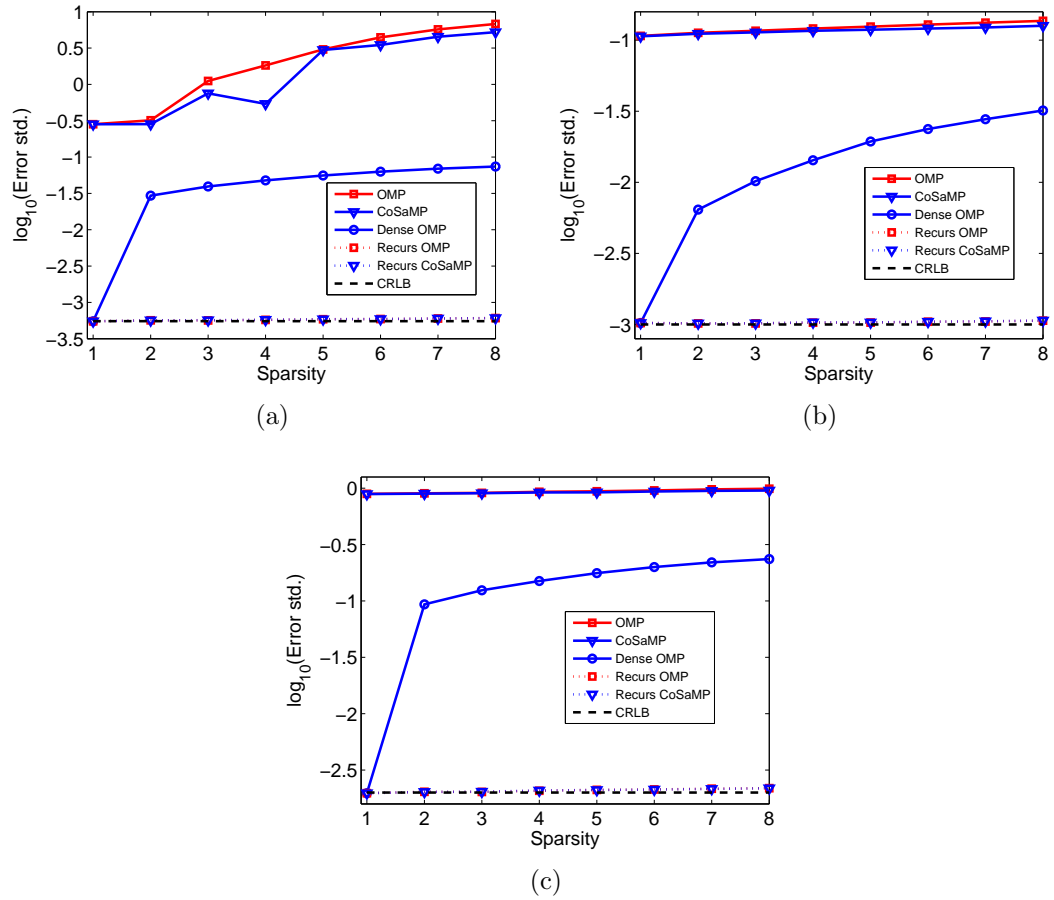 1
0.5
0
−0.5
−1
−1.5
−2
−2.5
−3
−3.5
log10(Error std.)
OMP
CoSaMP
Dense OMP
Recurs OMP
Recurs CoSaMP
CRLB
1 2 3 4 5 6 7 8
Sparsity
(a)
−1
−1.5
−2
−2.5
−3
log10(Error std.)
OMP
CoSaMP
Dense OMP
Recurs OMP
Recurs CoSaMP
CRLB
1 2 3 4 5 6 7 8
Sparsity
(b)
0
−0.5
−1
−1.5
−2
−2.5
log10(Error std.)
OMP
CoSaMP
Dense OMP
Recurs OMP
Recurs CoSaMP
CRLB
1 2 3 4 5 6 7 8
Sparsity
(c)